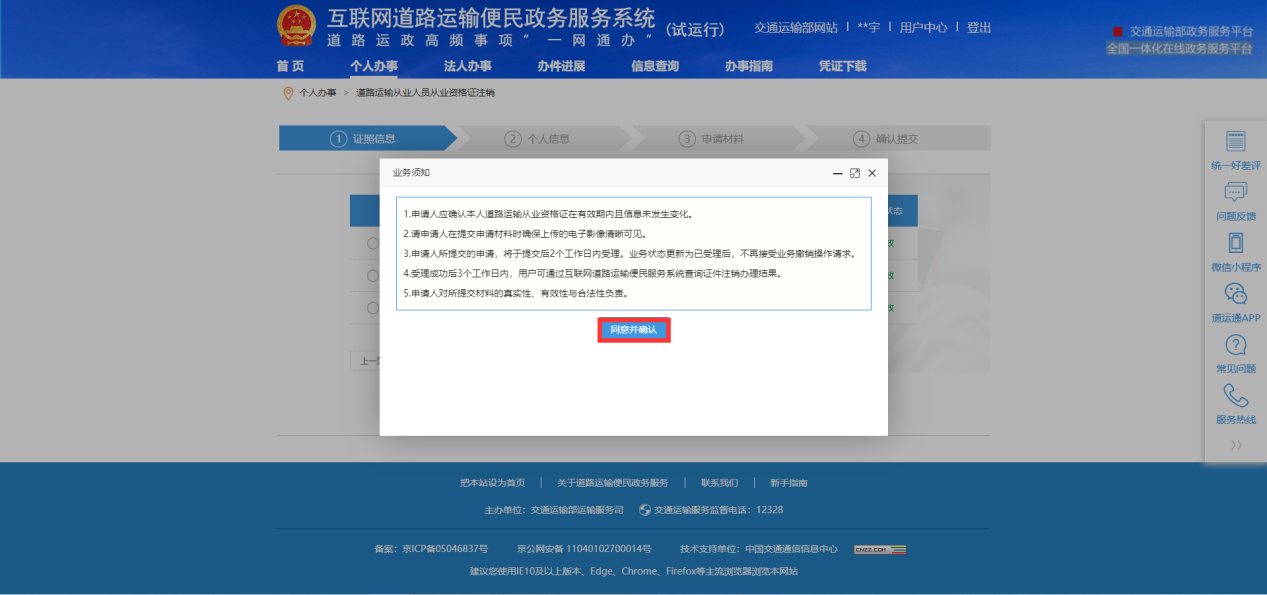 互联网道路运输便民政务服务系统 (试运行)
道路运政高频事项“一网通办”
交通运输部网站 | **宇 | 用户中心 | 登出
交通运输部政务服务平台
全国一体化在线政务服务平台
首页 个人办事 法人办事 办件进展 信息查询 办事指南 凭证下载
个人办事 > 道路运输从业人员从业资格证注销
1 证照信息 2 个人信息 3 申请材料 4 确认提交
业务须知
1.申请人应确认本人道路运输从业资格证在有效期内且信息未发生变化。
2.请申请人在提交申请材料时确保上传的电子影像清晰可见。
3.申请人所提交的申请，将于提交后2个工作日内受理。业务状态更新为已受理后，不再接受业务撤销操作请求。
4.受理成功后3个工作日内，用户可通过互联网道路运输便民服务系统查询证件注销办理结果。
5.申请人对所提交材料的真实性、有效性与合法性负责。
同意并确认
状态
上一
统一好差评
问题反馈
微信小程序
道运通APP
常见问题
服务热线
把本站设为首页 | 关于道路运输便民政务服务 | 联系我们 | 新手指南
主办单位：交通运输部运输服务司 交通运输服务监督电话：12328
备案：京ICP备05046837号 京公网安备 11040102700014号 技术支持单位：中国交通通信信息中心 CNZZ.COM
建议您使用IE10及以上版本、Edge、Chrome、Firefox等主流浏览器浏览本网站